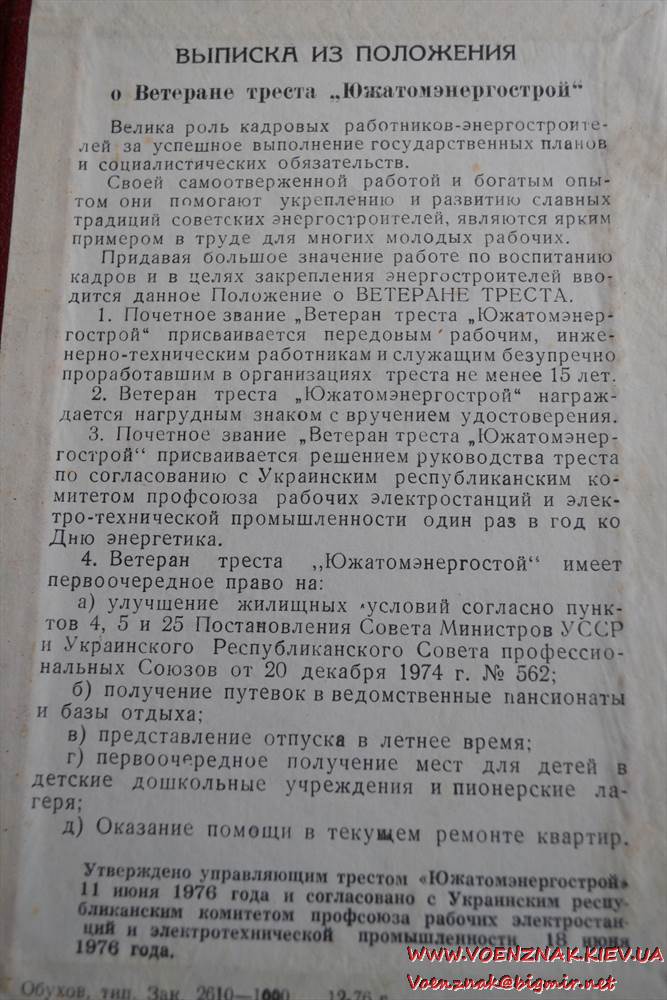 ВЫПИСКА ИЗ ПОЛОЖЕНИЯ
о Ветеране треста „Южатомэнергострой“
Велика роль кадровых работников-энергостроите-
лей за успешное выполнение государственных планов
и социалистических обязательств.
Своей самоотверженной работой и богатым опы-
том они помогают укреплению и развитию славных
традиций советских энергостроителей, являются ярким
примером в труде для многих молодых рабочих.
Придавая большое значение работе по воспитанию
кадров и в целях закрепления энергостроителей вво-
дится данное Положение о ВЕТЕРАНЕ ТРЕСТА.
1. Почетное звание „Ветеран треста „Южатомэнер-
гострой“ присваивается передовым рабочим, инже-
нерно-техническим работникам и служащим безупречно
проработавшим в организациях треста не менее 15 лет.
2. Ветеран треста „Южатомэнергострой“ награж-
дается нагрудным знаком с вручением удостоверения.
3. Почетное звание „Ветеран треста „Южатомэнер-
гострой“ присваивается решением руководства треста
по согласованию с Украинским республиканским ко-
митетом профсоюза рабочих электростанций и элек-
тро-технической промышленности один раз в год ко
Дню энергетика.
4. Ветеран треста „Южатомэнергостой“ имеет
первоочередное право на:
а) улучшение жилищных условий согласно пунк-
тов 4, 5 и 25 Постановления Совета Министров УССР
и Украинского Республиканского Совета профессио-
нальных Союзов от 20 декабря 1974 г. № 562;
б) получение путевок в ведомственные пансионаты
и базы отдыха;
в) представление отпуска в летнее время;
г) первоочередное получение мест для детей в
детские дошкольные учреждения и пионерские ла-
геря;
д) Оказание помощи в текущем ремонте квартир.
Утверждено управляющим трестом «Южатомэнергострой»
11 июня 1976 года и согласовано с Украинским респу-
бликанским комитетом профсоюза рабочих электростан-
ций и электротехнической промышленности 18 июня
1976 года.
WWW.VOENZNAK.KIEV.UA
Обухов, тип. Зак. 2610—1000 12-76 г.
Voenznak@bigmir.net